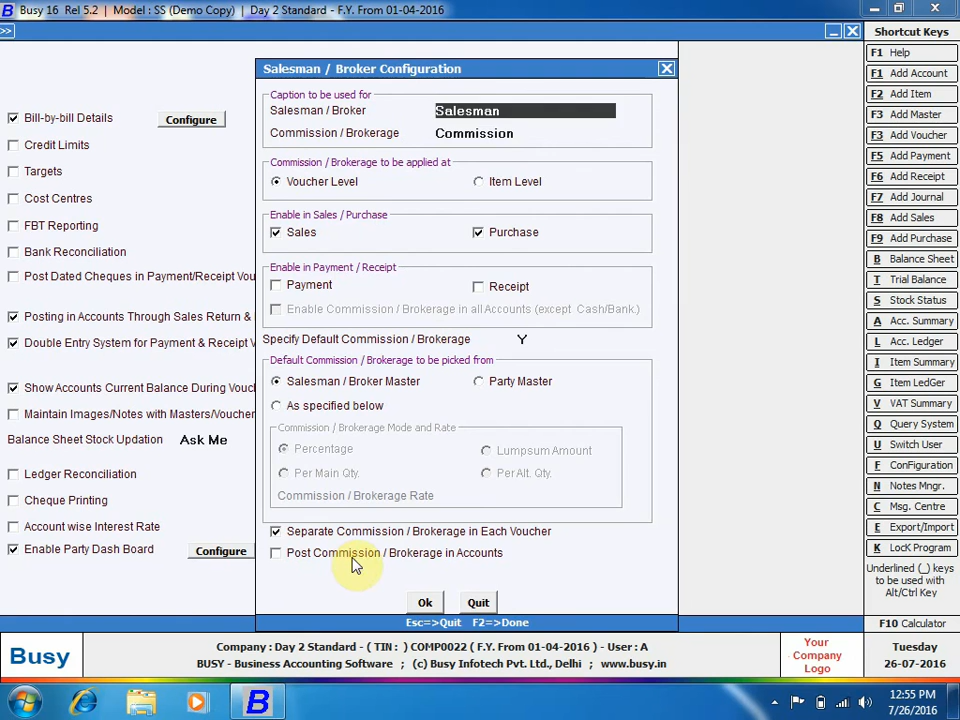 Busy 16 Rel 5.2 | Model : SS (Demo Copy) | Day 2 Standard - F.Y. From 01-04-2016
>>
Bill-by-bill Details
Configure
Credit Limits
Targets
Cost Centres
FBT Reporting
Bank Reconciliation
Post Dated Cheques in Payment/Receipt Vou
Posting in Accounts Through Sales Return &
Double Entry System for Payment & Receipt V
Show Accounts Current Balance During Vouc
Maintain Images/Notes with Masters/Voucher
Balance Sheet Stock Updation Ask Me
Ledger Reconciliation
Cheque Printing
Account wise Interest Rate
Enable Party Dash Board
Configure
Salesman / Broker Configuration
Caption to be used for
Salesman / Broker Salesman
Commission / Brokerage Commission
Commission / Brokerage to be applied at
Voucher Level Item Level
Enable in Sales / Purchase
Sales Purchase
Enable in Payment / Receipt
Payment Receipt
Enable Commission / Brokerage in all Accounts (except Cash/Bank.)
Specify Default Commission / Brokerage Y
Default Commission / Brokerage to be picked from
Salesman / Broker Master Party Master
As specified below
Commission / Brokerage Mode and Rate
Percentage Lumpsum Amount
Per Main Qty. Per Alt. Qty.
Commission / Brokerage Rate
Separate Commission / Brokerage in Each Voucher
Post Commission / Brokerage in Accounts
Ok Quit
Esc=>Quit F2=>Done
Shortcut Keys
F1 Help
F1 Add Account
F2 Add Item
F3 Add Master
F3 Add Voucher
F5 Add Payment
F6 Add Receipt
F7 Add Journal
F8 Add Sales
F9 Add Purchase
B Balance Sheet
T Trial Balance
S Stock Status
A Acc. Summary
L Acc. Ledger
I Item Summary
G Item LedGer
V VAT Summary
Q Query System
U Switch User
F Configuration
N Notes Mngr.
C Msg. Centre
E Export/Import
K LocK Program
Underlined (_) keys
to be used with
Alt/Ctrl Key
F10 Calculator
Busy
Company : Day 2 Standard - ( TIN : ) COMP0022 ( F.Y. From 01-04-2016 ) - User : A
BUSY - Business Accounting Software ; (c) Busy Infotech Pvt. Ltd., Delhi ; www.busy.in
Your
Company
Logo
Tuesday
26-07-2016
B
12:55 PM
7/26/2016